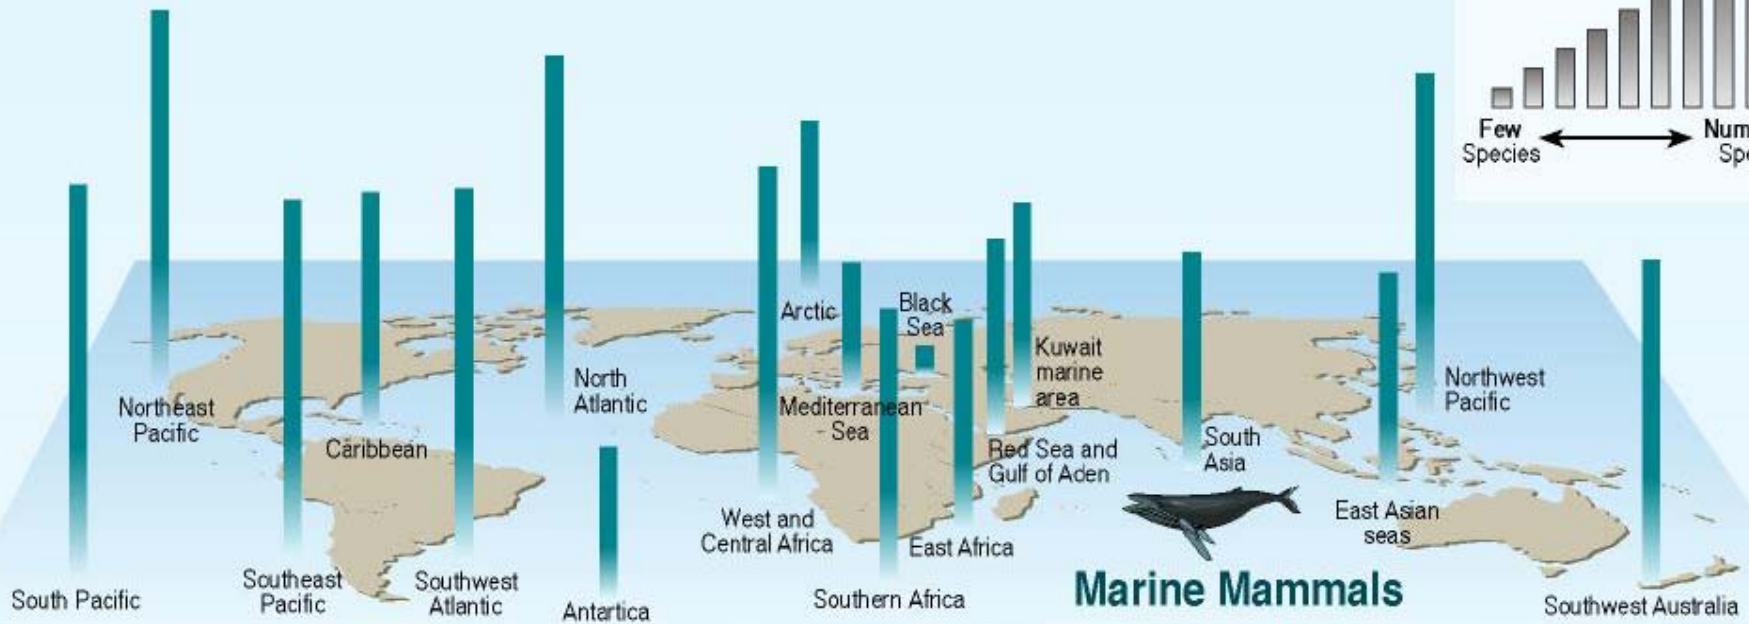 Few
Species
Arctic
Black
Sea
Kuwait
marine
area
North
Atlantic
Northwest
Pacific
Northeast
Pacific
Mediterranean
Sea
Caribbean
Red Sea and
Gulf of Aden
South
Asia
West and
Central Africa
East Africa
East Asian
seas
South Pacific
Southeast
Pacific
Southwest
Atlantic
Antartica
Southern Africa
Marine Mammals
Southwest Australia